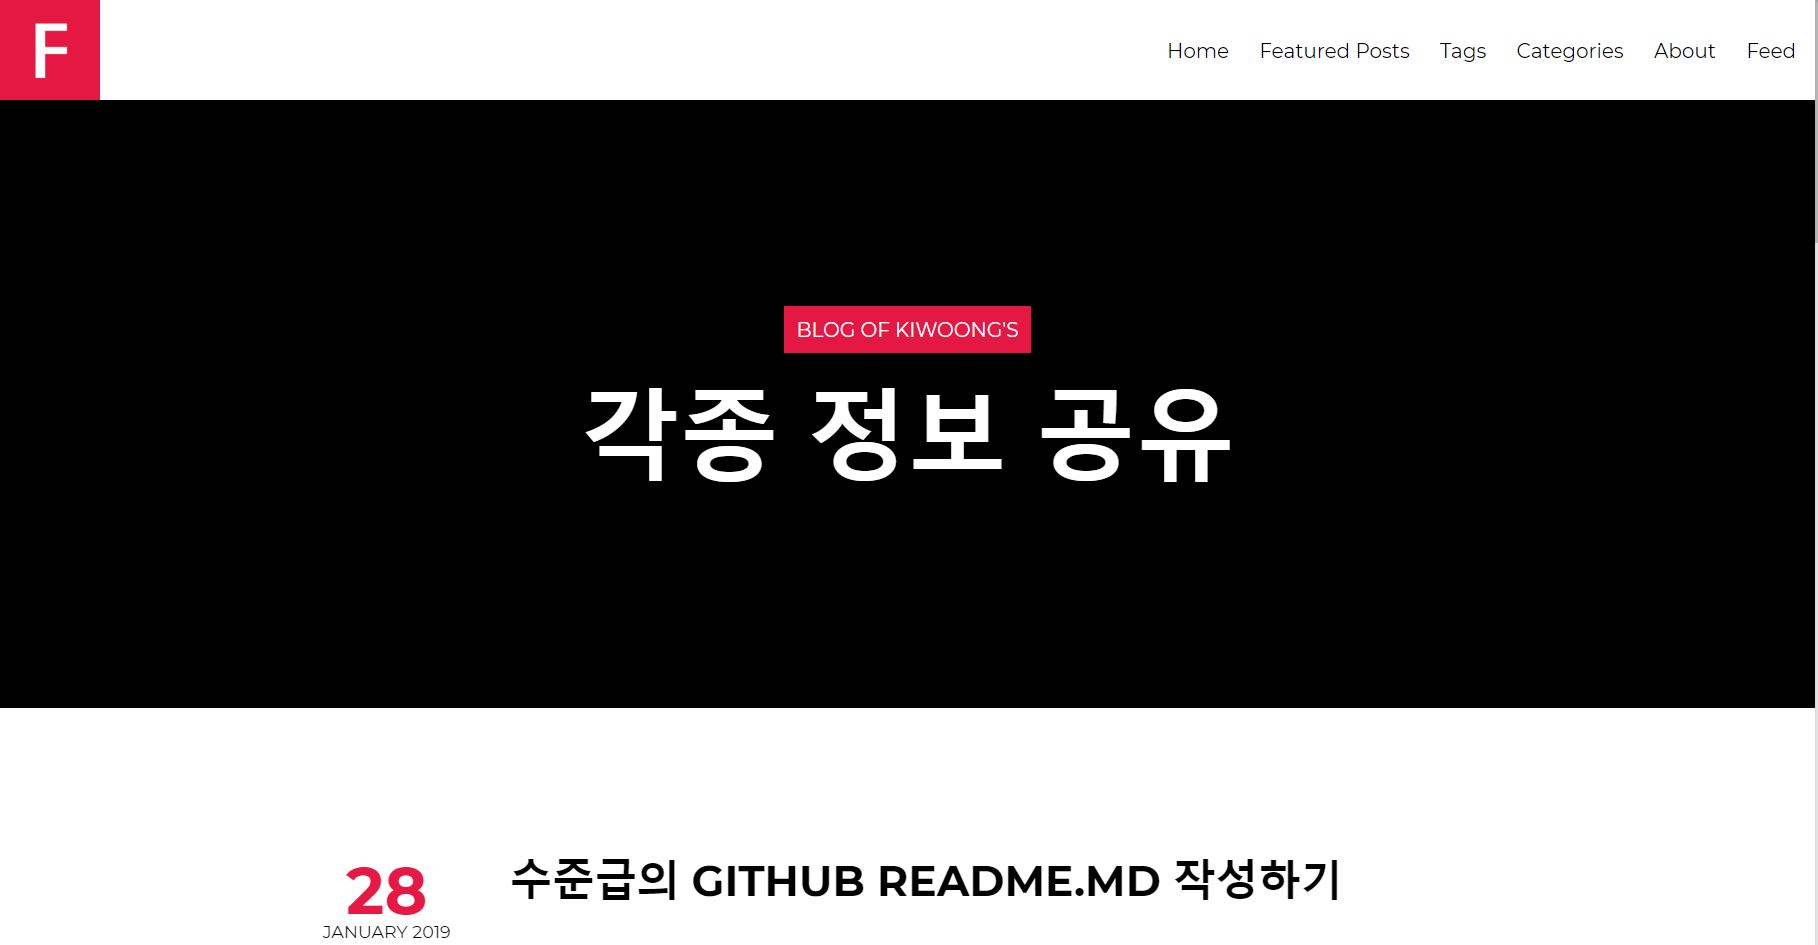 F
Home Featured Posts Tags Categories About Feed
BLOG OF KIWOONG'S
각종 정보 공유
28
JANUARY 2019
수준급의 GITHUB README.MD 작성하기